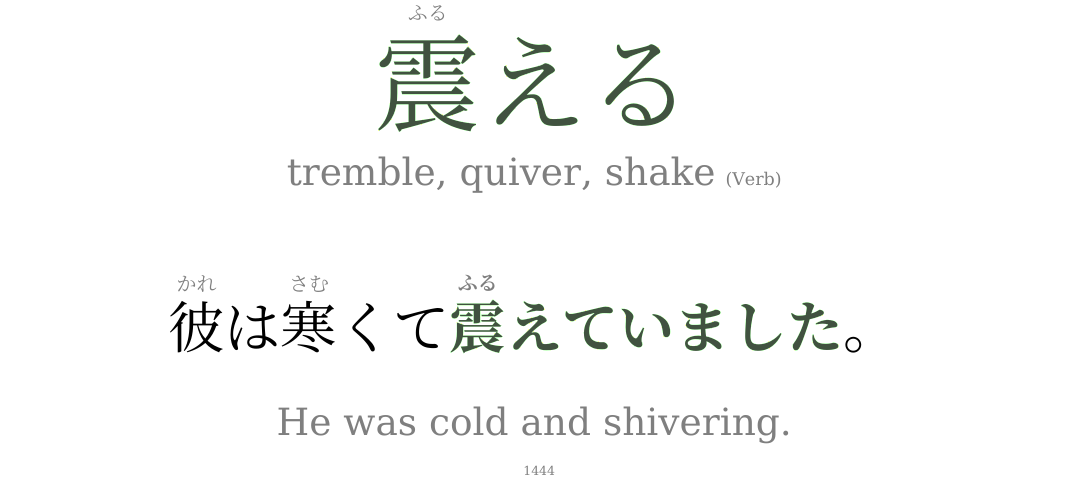 ふる
震える
tremble, quiver, shake (Verb)
かれ さむ ふる
彼は寒くて震えていました。
He was cold and shivering.
1444